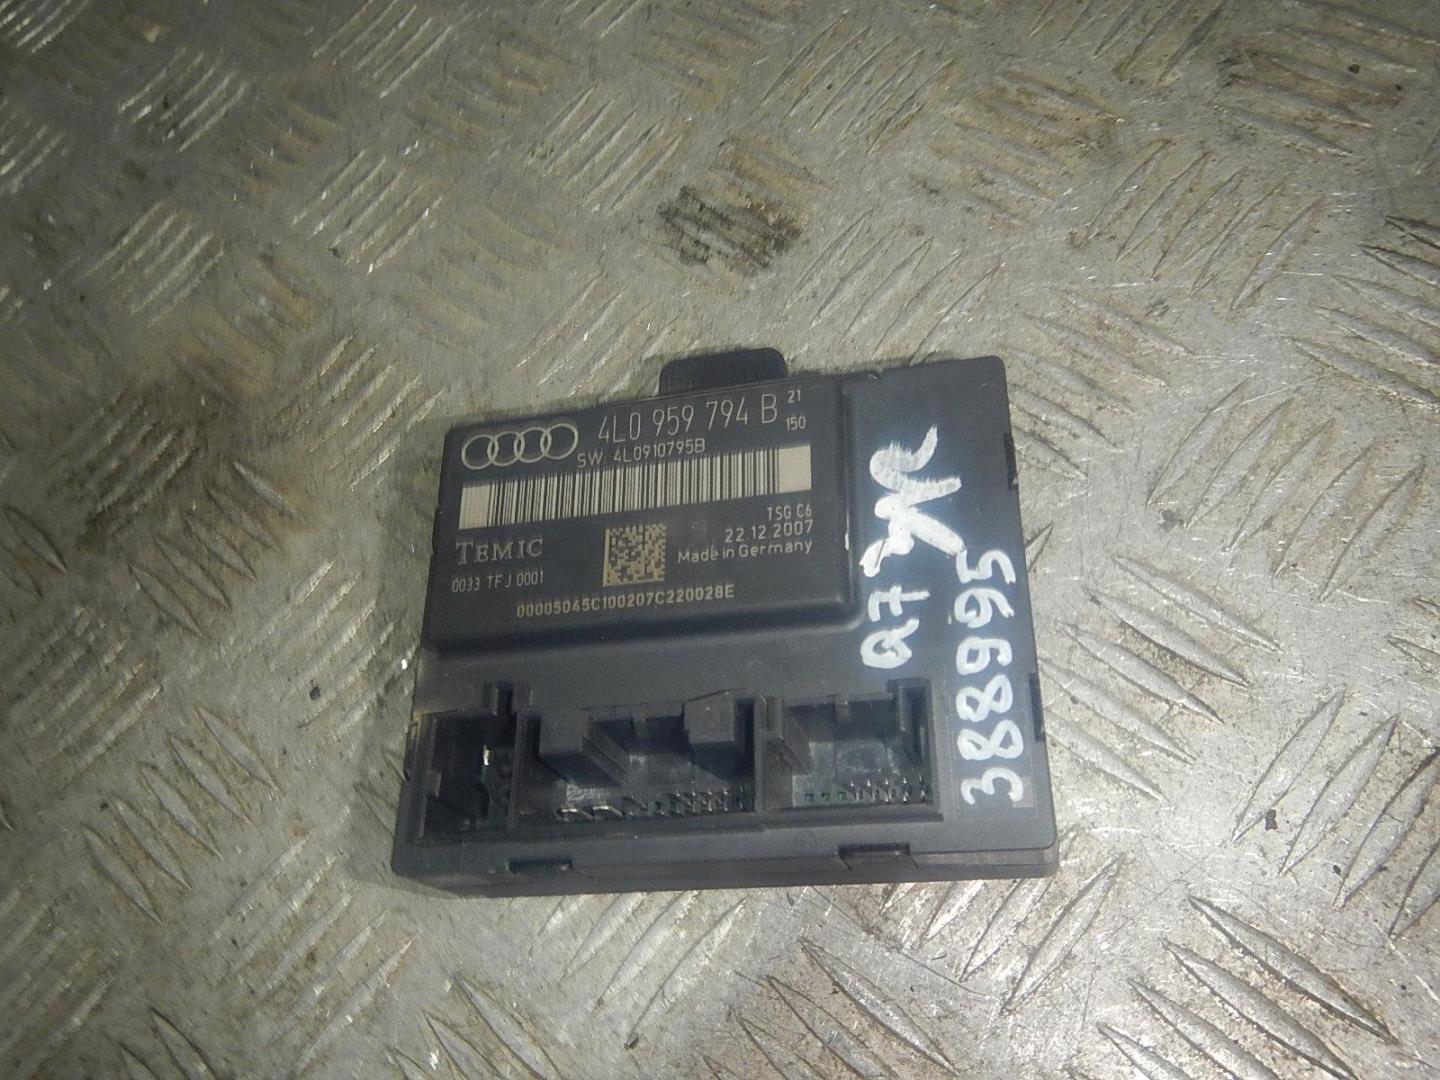 4L0 959 794 B 21
150
SW: 4L0910795B
TSG C6
22.12.2007
Made in Germany
TEMIC
0033 TFJ 0001
00005045C100207C220028E
Q7
388995